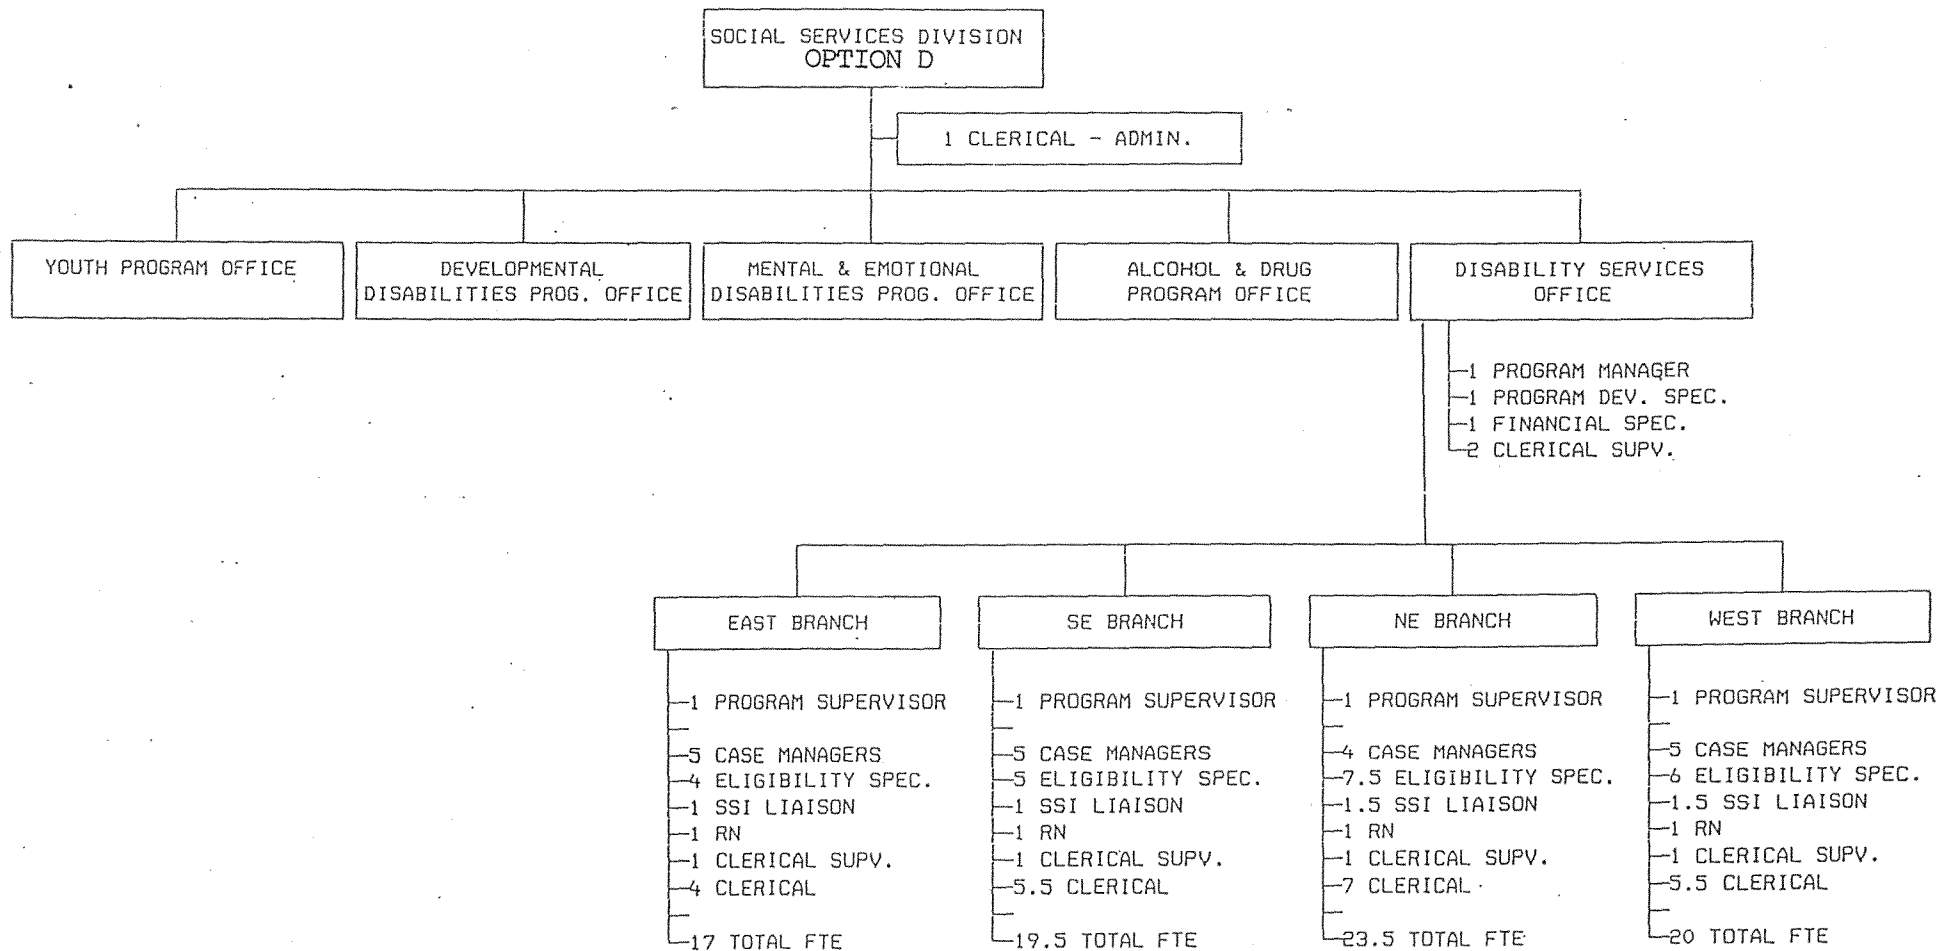 SOCIAL SERVICES DIVISION
OPTION D
1 CLERICAL - ADMIN.
YOUTH PROGRAM OFFICE
DEVELOPMENTAL
DISABILITIES PROG. OFFICE
MENTAL & EMOTIONAL
DISABILITIES PROG. OFFICE
ALCOHOL & DRUG
PROGRAM OFFICE
DISABILITY SERVICES
OFFICE
1 PROGRAM MANAGER
1 PROGRAM DEV. SPEC.
1 FINANCIAL SPEC.
2 CLERICAL SUPV.
EAST BRANCH
1 PROGRAM SUPERVISOR
5 CASE MANAGERS
4 ELIGIBILITY SPEC.
1 SSI LIAISON
1 RN
1 CLERICAL SUPV.
4 CLERICAL
17 TOTAL FTE
SE BRANCH
1 PROGRAM SUPERVISOR
5 CASE MANAGERS
5 ELIGIBILITY SPEC.
1 SSI LIAISON
1 RN
1 CLERICAL SUPV.
5.5 CLERICAL
19.5 TOTAL FTE
NE BRANCH
1 PROGRAM SUPERVISOR
4 CASE MANAGERS
7.5 ELIGIBILITY SPEC.
1.5 SSI LIAISON
1 RN
1 CLERICAL SUPV.
7 CLERICAL
23.5 TOTAL FTE
WEST BRANCH
1 PROGRAM SUPERVISOR
5 CASE MANAGERS
6 ELIGIBILITY SPEC.
1.5 SSI LIAISON
1 RN
1 CLERICAL SUPV.
5.5 CLERICAL
20 TOTAL FTE